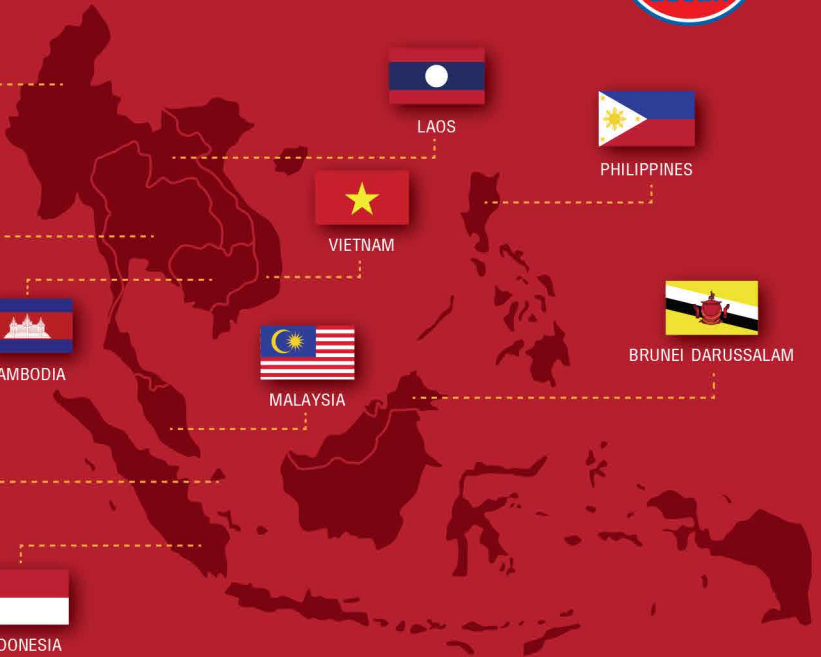 LAOS
PHILIPPINES
VIETNAM
BRUNEI DARUSSALAM
AMBODIA
MALAYSIA
DONESIA